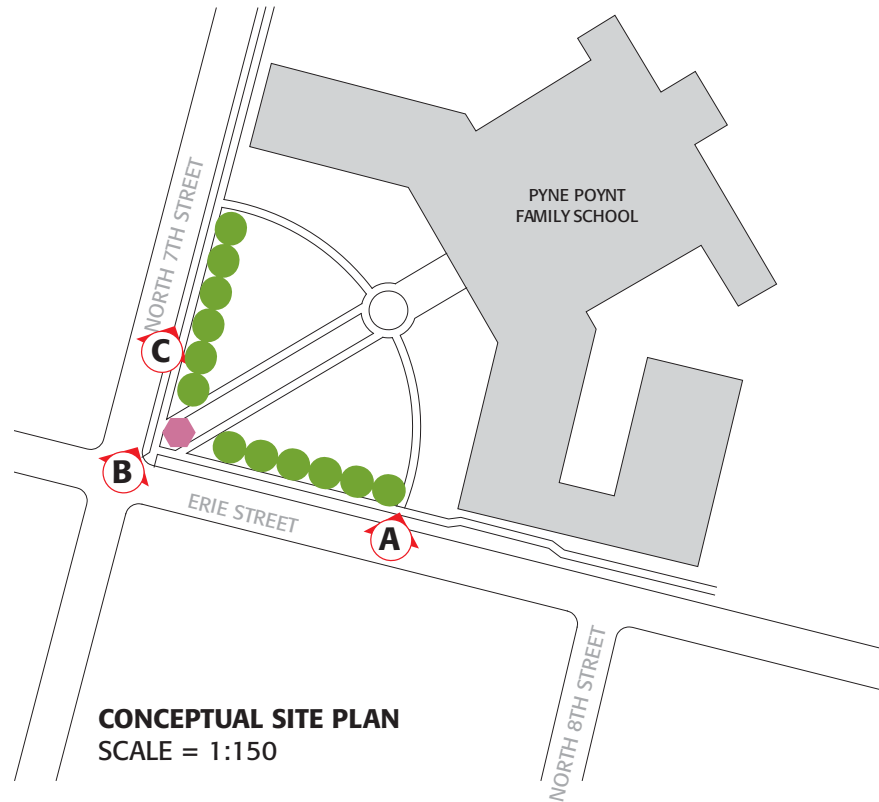 PYNE POYNT
FAMILY SCHOOL
NORTH 7TH STREET
C
B
ERIE STREET
A
NORTH 8TH STREET
CONCEPTUAL SITE PLAN
SCALE = 1:150